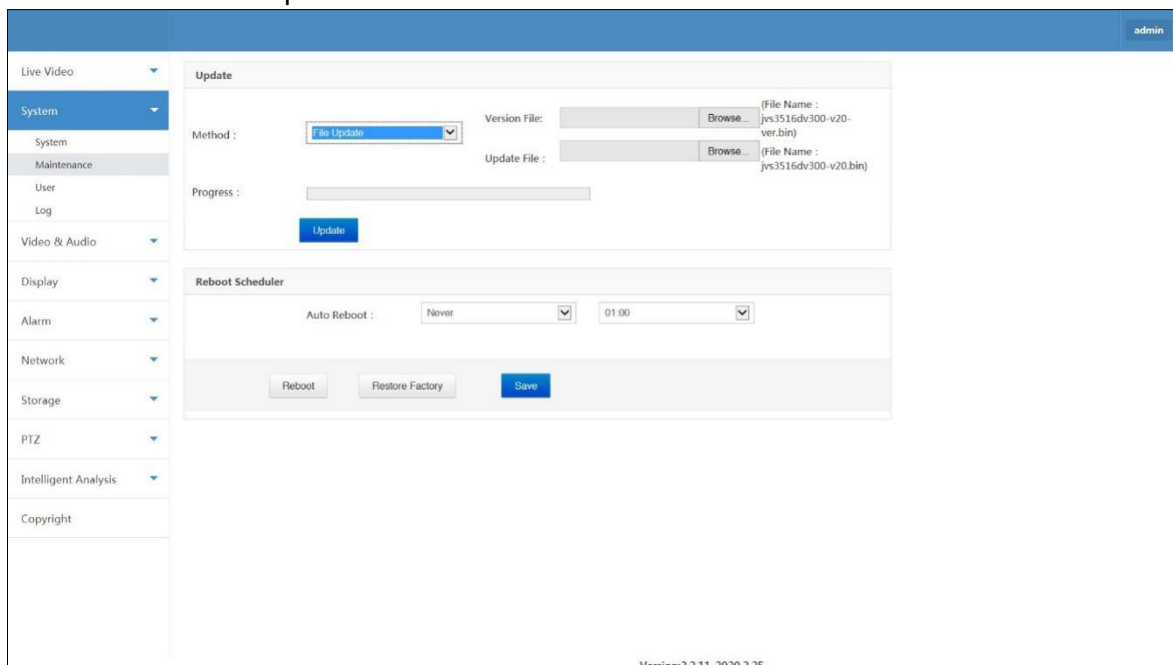 admin
Live Video
System
System
Maintenance
User
Log
Video & Audio
Display
Alarm
Network
Storage
PTZ
Intelligent Analysis
Copyright
Update
Method :
File Update
Version File:
Browse...
(File Name :
jvs3516dv300-v20-
ver.bin)
Update File :
Browse...
(File Name :
jvs3516dv300-v20.bin)
Progress :
Update
Reboot Scheduler
Auto Reboot :
Never
01:00
Reboot
Restore Factory
Save